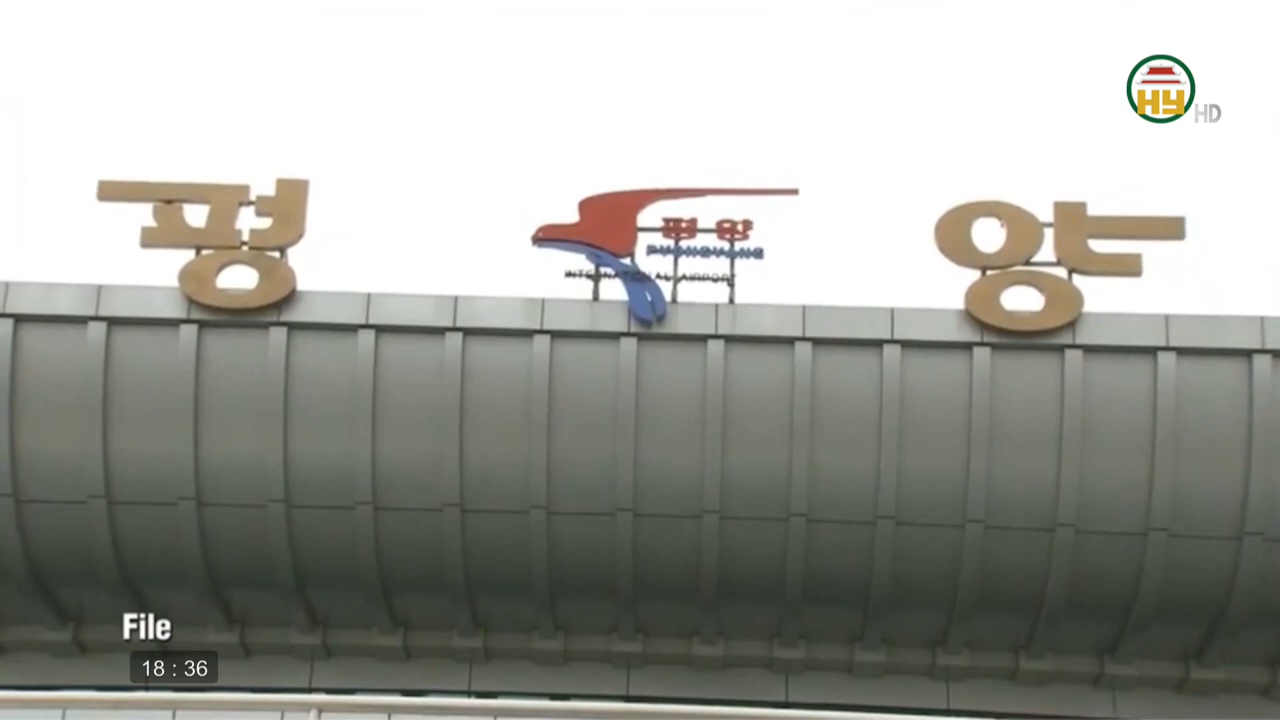 HY HD
평 양
평양
PYONGYANG
INTERNATIONAL AIRPORT
File
18 : 36